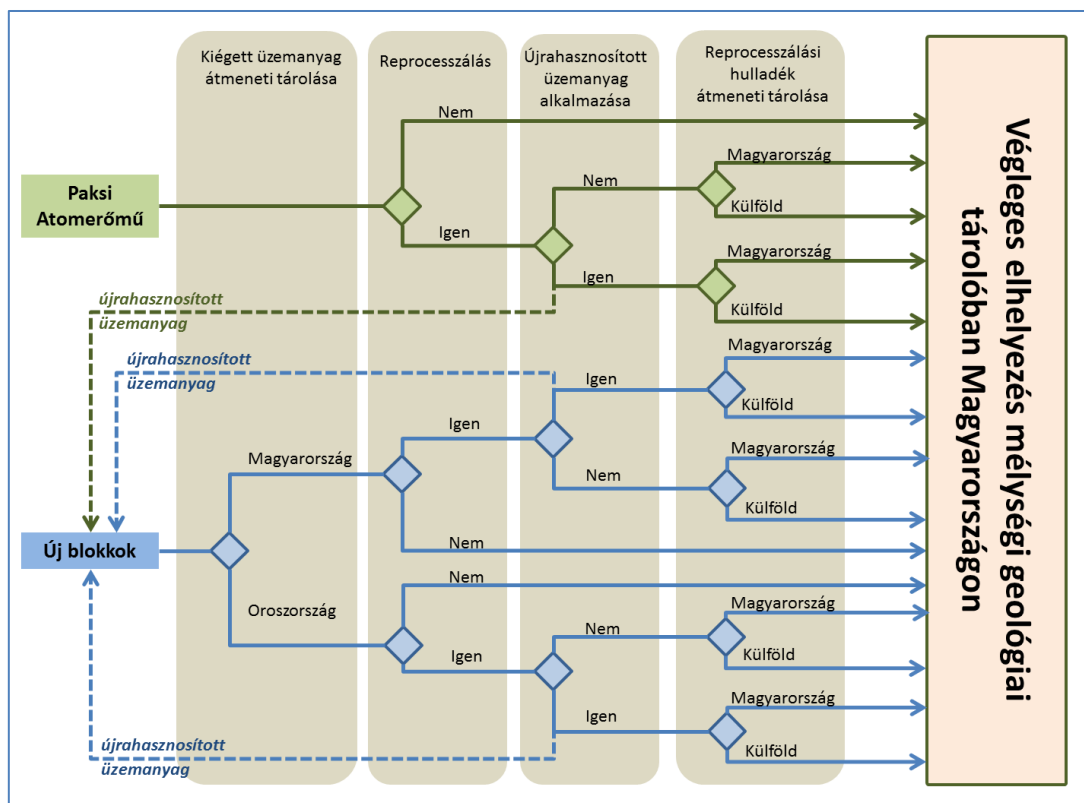 Kiégett üzemanyag
átmeneti tárolása
Reprocesszálás
Újrahasznosított
üzemanyag
alkalmazása
Reprocesszálási
hulladék
átmeneti tárolása
Nem
Magyarország
Paksi
Atomerőmű
Nem
Külföld
Igen
Magyarország
Igen
Külföld
újrahasznosított
üzemanyag
Magyarország
újrahasznosított
üzemanyag
Igen
Külföld
Igen
Magyarország
Magyarország
Nem
Külföld
Új blokkok
Nem
Nem
Oroszország
Magyarország
Nem
Igen
Külföld
Magyarország
Igen
újrahasznosított
üzemanyag
Külföld
Végleges elhelyezés mélységi geológiai
tárolóban Magyarországon